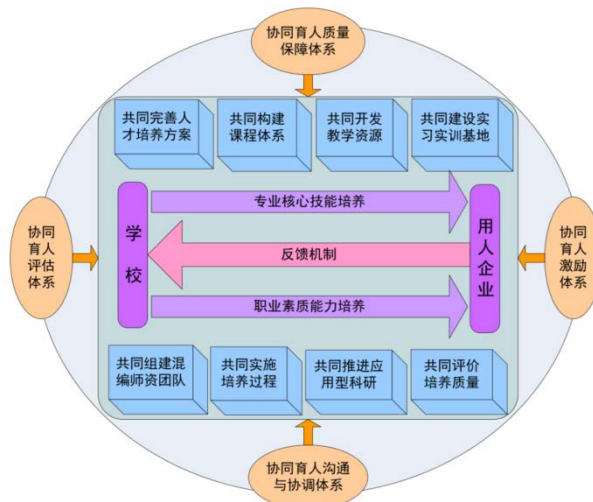 协同育人质量
保障体系
共同完善人
才培养方案
共同构建
课程体系
共同开发
教学资源
共同建设实
习实训基地
协同
育人
评估
体系
学
校
专业核心技能培养
反馈机制
职业素质能力培养
用
人
企
业
协同
育人
激励
体系
共同组建混
编师资团队
共同实施
培养过程
共同推进应
用型科研
共同评价
培养质量
协同育人沟通
与协调体系